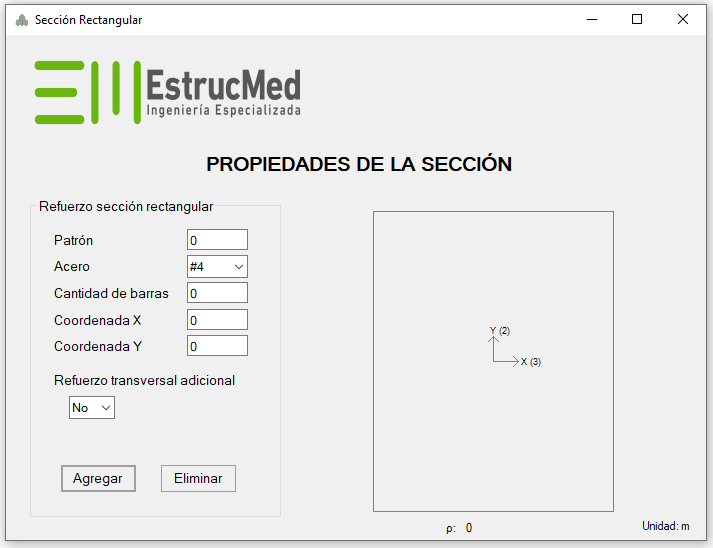 Sección Rectangular
EstrucMed
Ingeniería Especializada
PROPIEDADES DE LA SECCIÓN
Refuerzo sección rectangular
Patrón 0
Acero #4
Cantidad de barras 0
Coordenada X 0
Coordenada Y 0
Refuerzo transversal adicional
No
Agregar Eliminar
Y (2)
X (3)
ρ: 0
Unidad: m